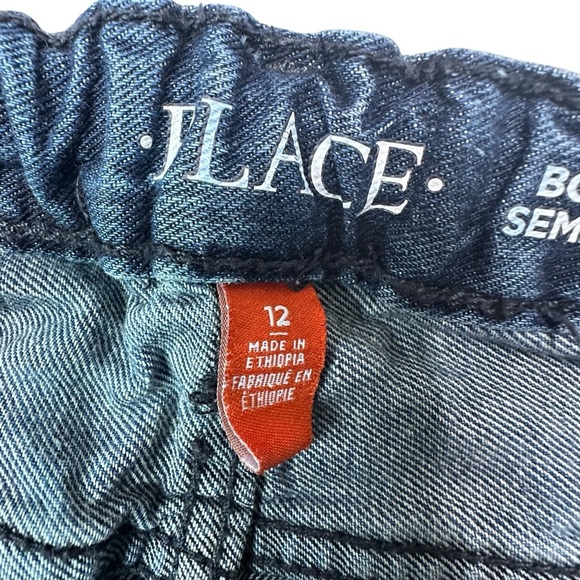 ·PLACE·
BO
SEM
12
MADE IN
ETHIOPIA
FABRIQUÉ EN
ÉTHIOPIE